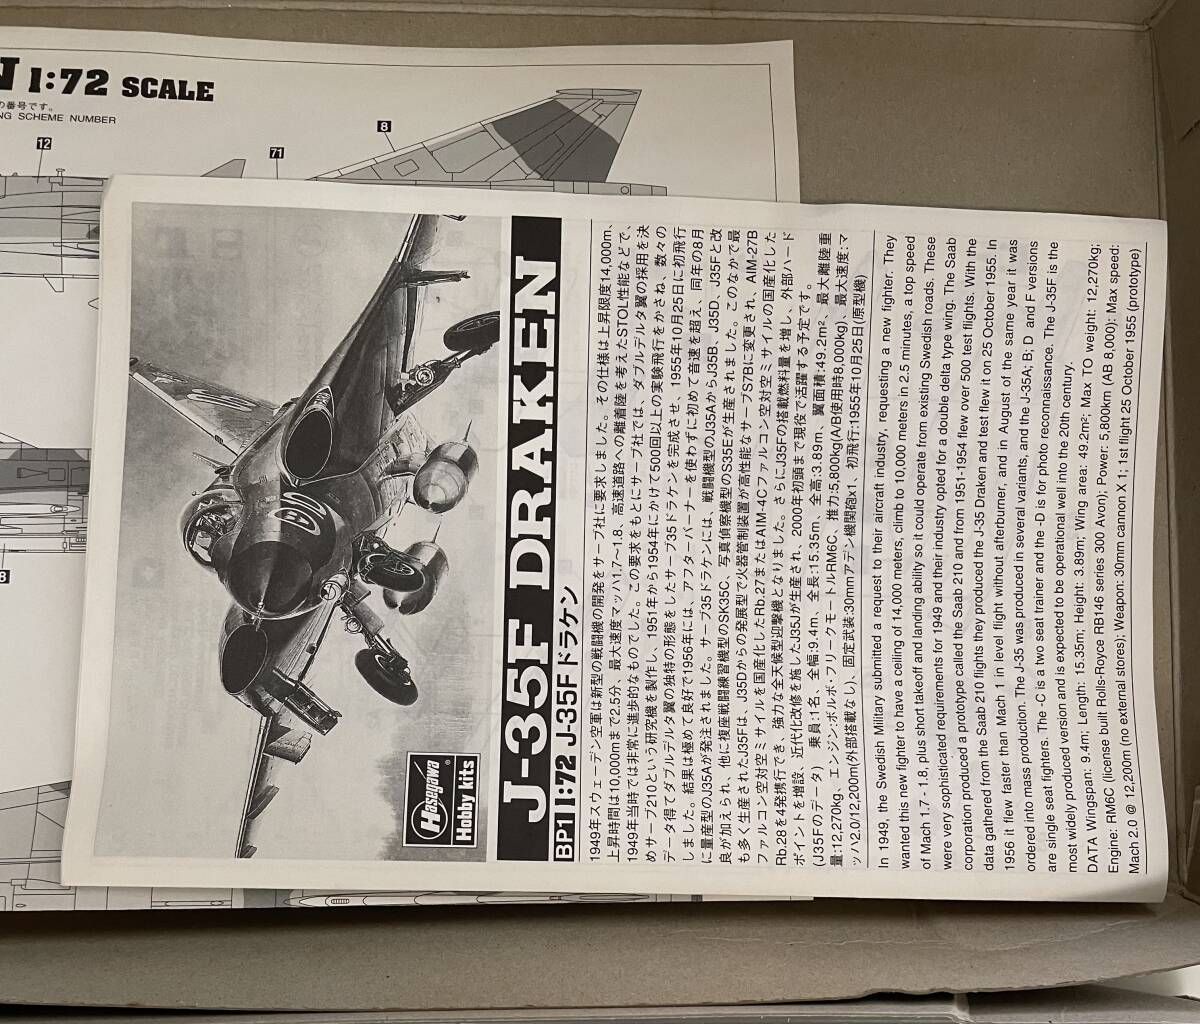 N 1:72 SCALE
の番号です。
NG SCHEME NUMBER
12
71
8
8
Hasegawa
Hobby kits
J-35F DRAKEN
BP1 1:72 J-35F ドラケン
1949年スウェーデン空軍は新型の戦闘機の開発をサーブ社に要求しました。その仕様は上昇限度14,000m、
上昇時間は10,000mまで2.5分、最大速度マッハ1.7〜1.8、高速道路への離着陸を考えたSTOL性能などで、
1949年当時では非常に進歩的なものでした。この要求をもとにサーブ社では、ダブルデルタ翼の採用を決
めサーブ210という研究機を製作し、1951年から1954年にかけて500回以上の実験飛行をかさね、数々の
データ得てダブルデルタ翼の独特の形態をしたサーブ35ドラケンを完成させ、1955年10月25日に初飛行
しました。結果は極めて良好で1956年には、アフターバーナーを使わずに初めて音速を超え、同年の8月
に量産型のJ35Aが発注されました。サーブ35ドラケンには、戦闘機型のJ35AからJ35B、J35D、J35Fと改
良が加えられ、他に複座戦闘練習機型のSK35C、写真偵察機型のS35Eが生産されました。このなかで最
も多く生産されたJ35Fは、J35Dからの発展型で火器管制装置が高性能なサーブS7Bに変更され、AIM-27B
ファルコン空対空ミサイルを国産化したRb.27またはAIM-4Cファルコン空対空ミサイルの国産化した
Rb.28を4発携行でき、強力な全天候型迎撃機となりました。さらにJ35Fの搭載燃料量を増し、外部ハード
ポイントを増設、近代化改修を施したJ35Jが生産され、2000年初頭まで現役で活躍する予定です。
(J35Fのデータ) 乗員:1名、全幅:9.4m、全長:15.35m、全高:3.89m、翼面積:49.2m²、最大離陸重
量:12,270kg、エンジン:ボルボ・フリークモートルRM6C、推力:5,800kg(A/B使用時8,000kg)、最大速度:マ
ッハ2.0/12,200m(外部搭載なし)、固定武装:30mmアデン機関砲x1、初飛行:1955年10月25日(原型機)
In 1949, the Swedish Military submitted a request to their aircraft industry, requesting a new fighter. They
wanted this new fighter to have a ceiling of 14,000 meters, climb to 10,000 meters in 2.5 minutes, a top speed
of Mach 1.7 - 1.8, plus short takeoff and landing ability so it could operate from existing Swedish roads. These
were very sophisticated requirements for 1949 and their industry opted for a double delta type wing. The Saab
corporation produced a prototype called the Saab 210 and from 1951-1954 flew over 500 test flights. With the
data gathered from the Saab 210 flights they produced the J-35 Draken and test flew it on 25 October 1955. In
1956 it flew faster than Mach 1 in level flight without afterburner, and in August of the same year it was
ordered into mass production. The J-35 was produced in several variants, and the J-35A; B; D and F versions
are single seat fighters. The -C is a two seat trainer and the -D is for photo reconnaissance. The J-35F is the
most widely produced version and is expected to be operational well into the 20th century.
DATA Wingspan: 9.4m; Length: 15.35m; Height: 3.89m; Wing area: 49.2m²; Max TO weight: 12,270kg;
Engine: RM6C (license built Rolls-Royce RB146 series 300 Avon); Power: 5,800km (AB 8,000); Max speed:
Mach 2.0 @ 12,200m (no external stores); Weapon: 30mm cannon X 1; 1st flight 25 October 1955 (prototype)